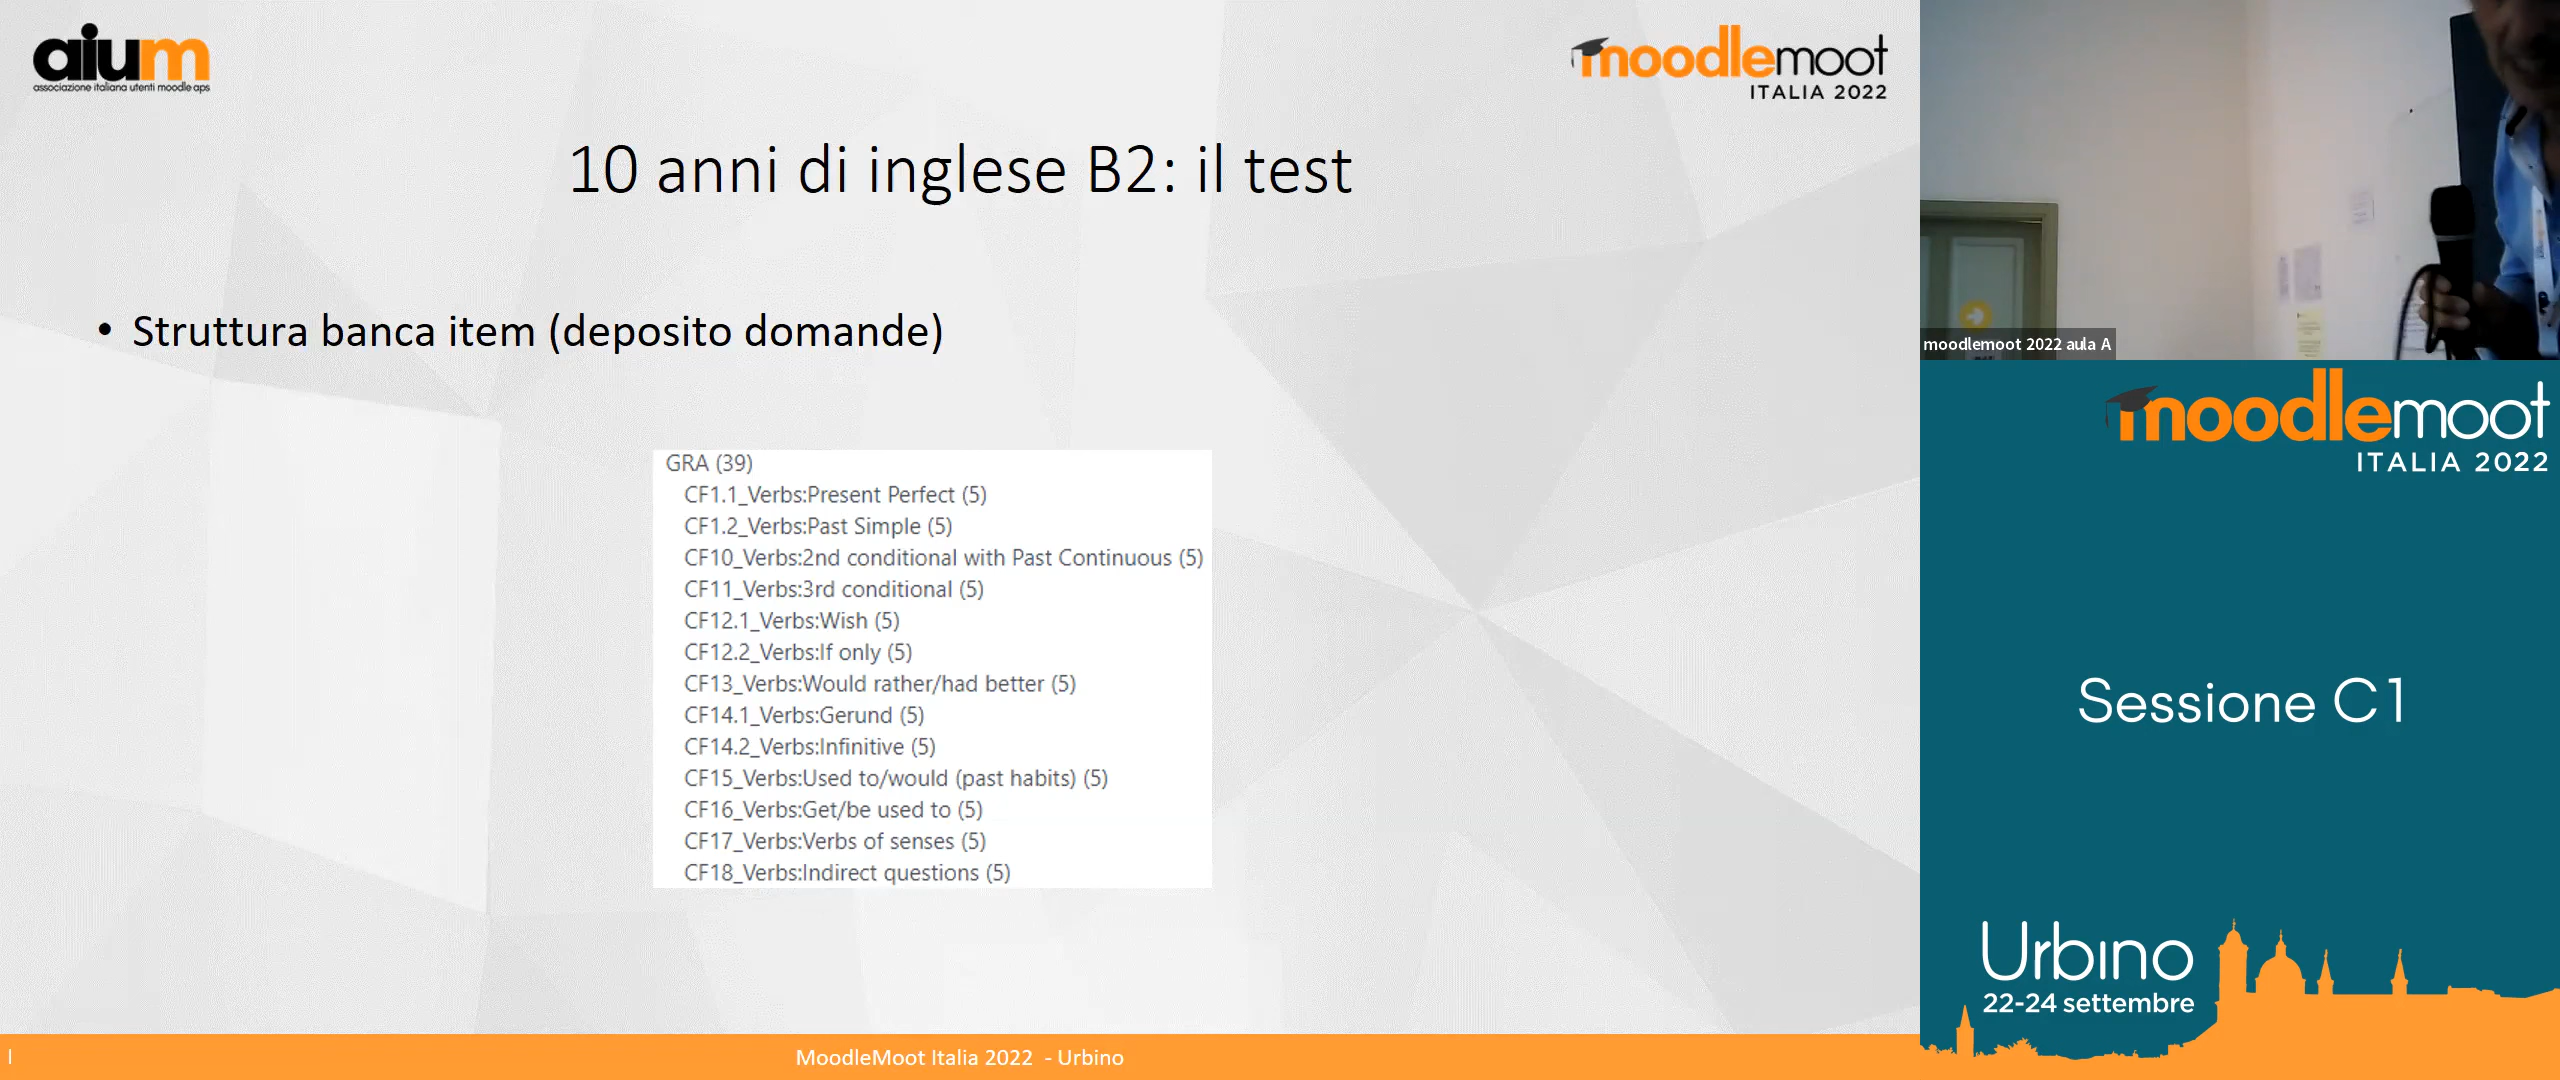 aium
associazione italiana utenti moodle aps
moodlemoot
ITALIA 2022
10 anni di inglese B2: il test
• Struttura banca item (deposito domande)
GRA (39)
CF1.1_Verbs:Present Perfect (5)
CF1.2_Verbs:Past Simple (5)
CF10_Verbs:2nd conditional with Past Continuous (5)
CF11_Verbs:3rd conditional (5)
CF12.1_Verbs:Wish (5)
CF12.2_Verbs:If only (5)
CF13_Verbs:Would rather/had better (5)
CF14.1_Verbs:Gerund (5)
CF14.2_Verbs:Infinitive (5)
CF15_Verbs:Used to/would (past habits) (5)
CF16_Verbs:Get/be used to (5)
CF17_Verbs:Verbs of senses (5)
CF18_Verbs:Indirect questions (5)
MoodleMoot Italia 2022 - Urbino
moodlemoot 2022 aula A
moodlemoot
ITALIA 2022
Sessione C1
Urbino
22-24 settembre